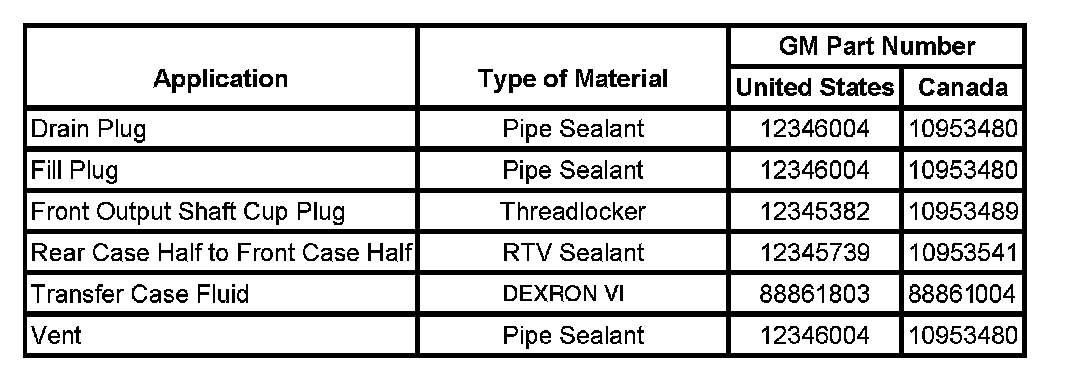 GM Part Number
Application Type of Material United States Canada
Drain Plug Pipe Sealant 12346004 10953480
Fill Plug Pipe Sealant 12346004 10953480
Front Output Shaft Cup Plug Threadlocker 12345382 10953489
Rear Case Half to Front Case Half RTV Sealant 12345739 10953541
Transfer Case Fluid DEXRON VI 88861803 88861004
Vent Pipe Sealant 12346004 10953480